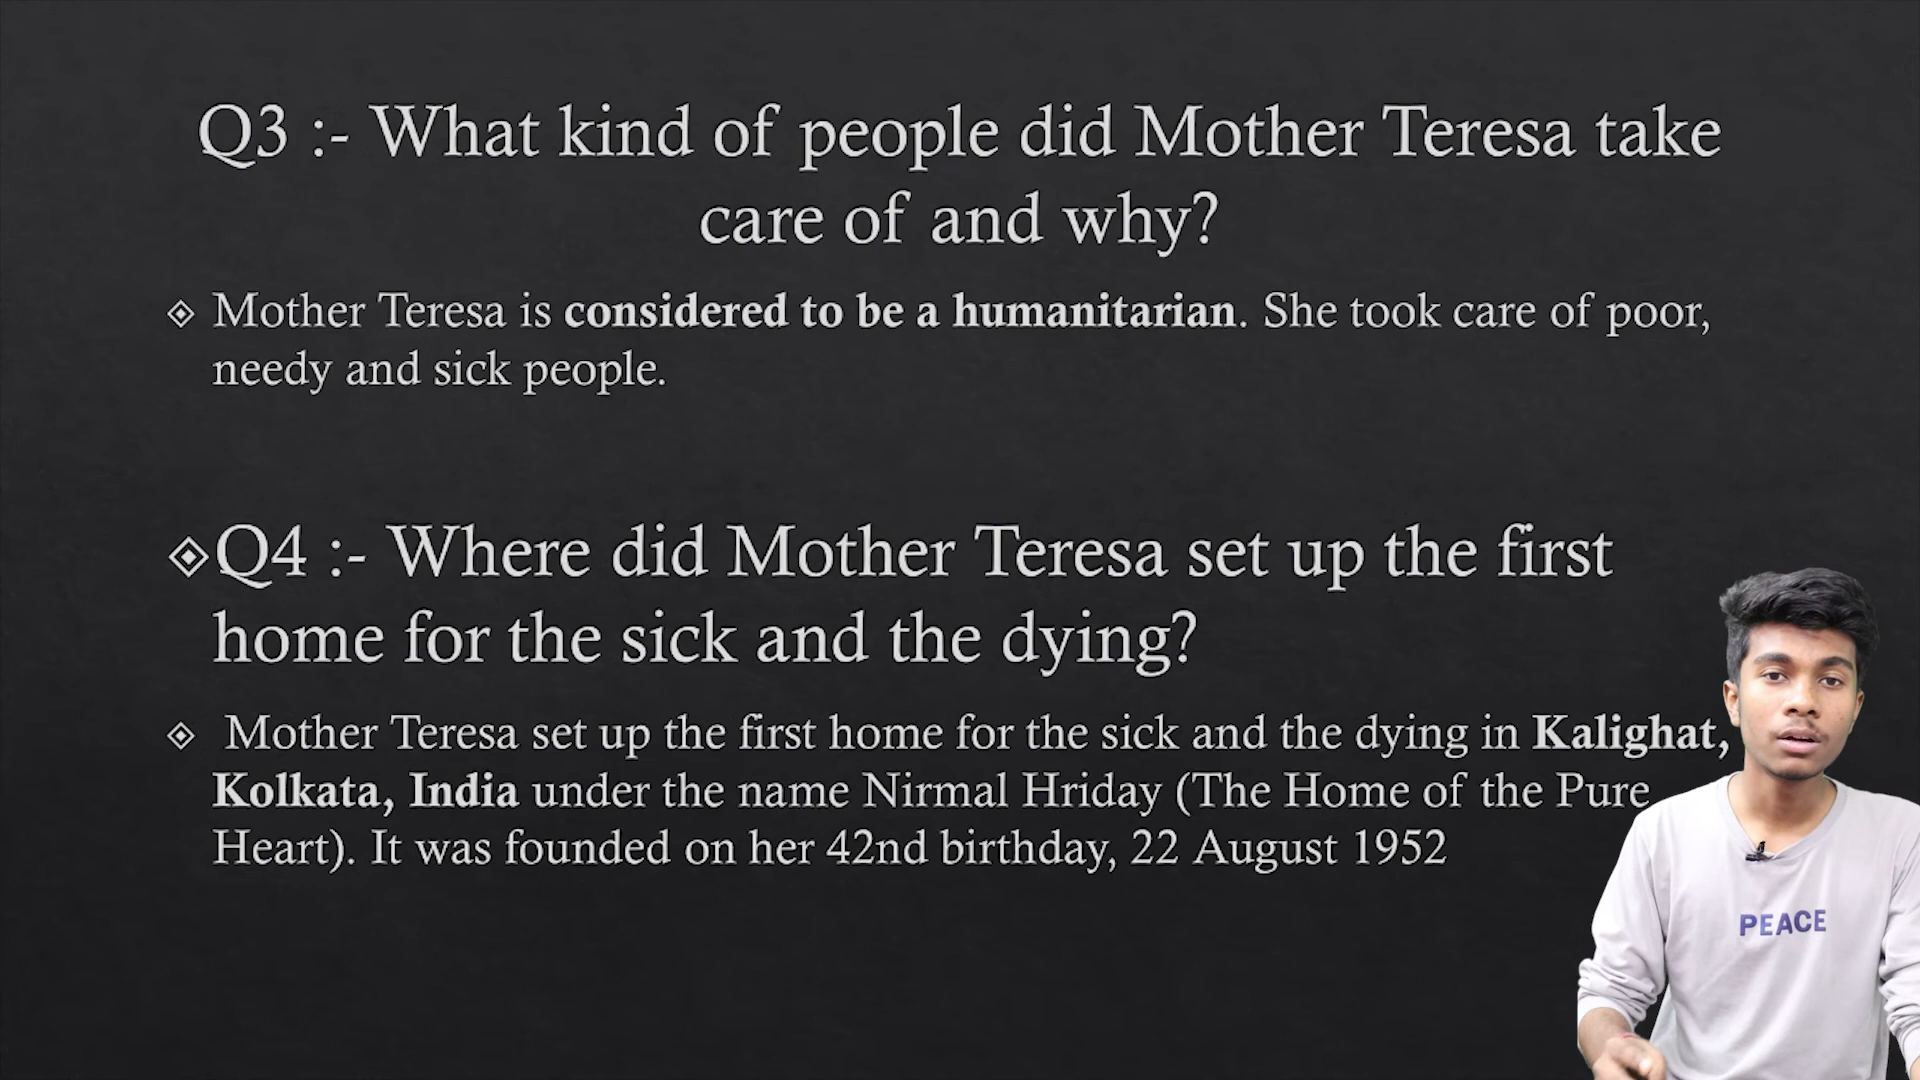 Q3 :- What kind of people did Mother Teresa take
care of and why?
Mother Teresa is considered to be a humanitarian. She took care of poor,
needy and sick people.
Q4 :- Where did Mother Teresa set up the first
home for the sick and the dying?
Mother Teresa set up the first home for the sick and the dying in Kalighat,
Kolkata, India under the name Nirmal Hriday (The Home of the Pure
Heart). It was founded on her 42nd birthday, 22 August 1952
PEACE